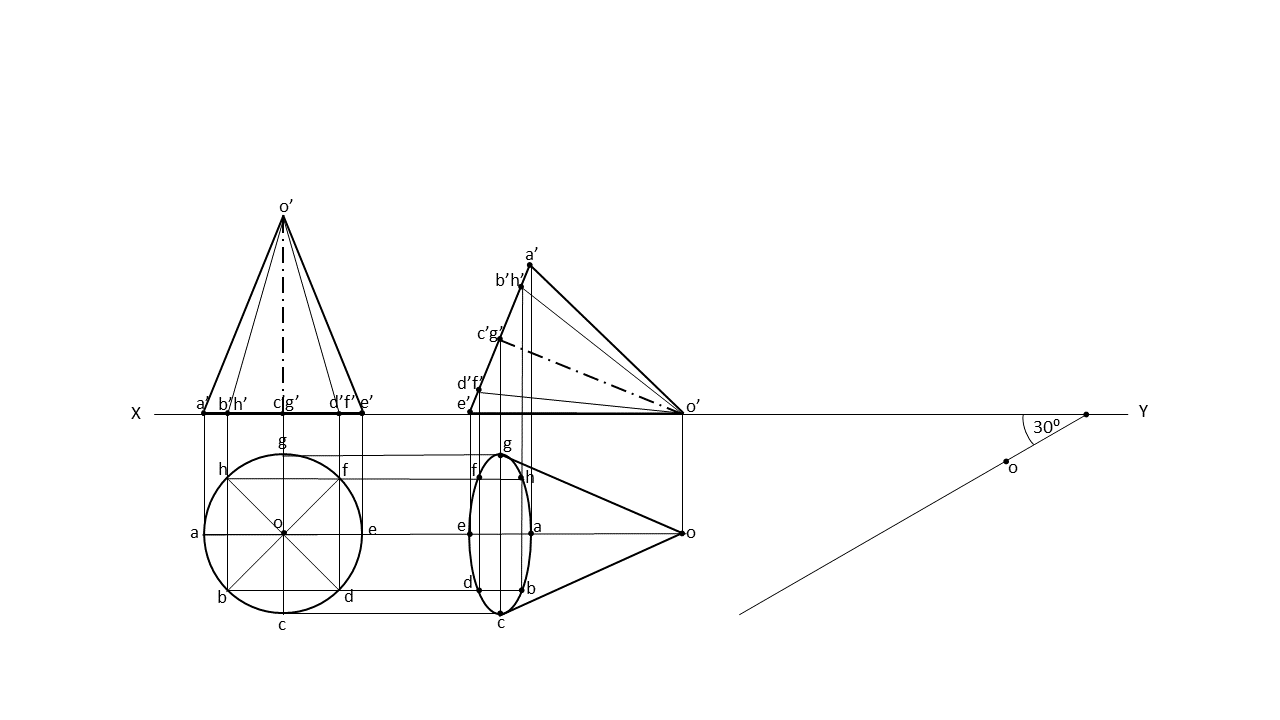 o’
a’
b’h’
c’g’
d’f’
e’
o’
X
a’
b’h’
c’g’
d’f’
e’
Y
30º
g
h
f
o
a
e
b
d
c
g
f
h
e
a
o
d
b
c
o